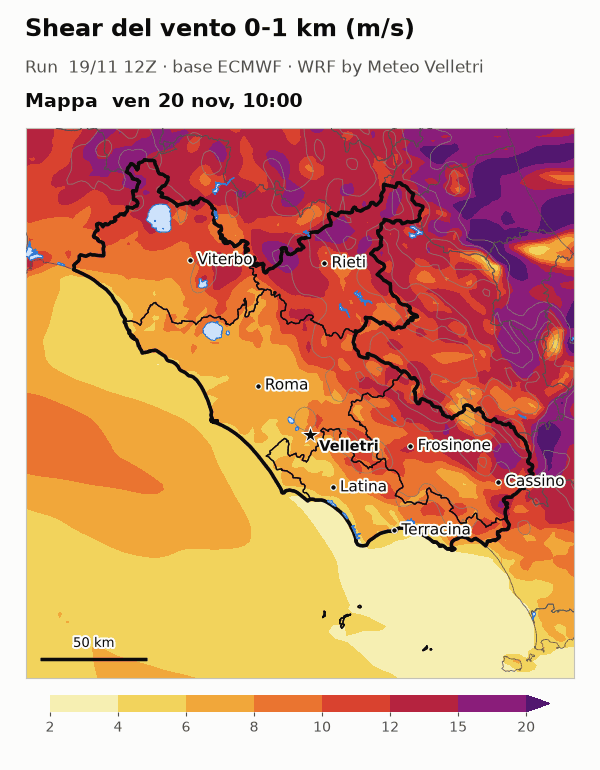 Shear del vento 0-1 km (m/s)
Run  19/11 12Z · base ECMWF · WRF by Meteo Velletri
Mappa  ven 20 nov, 10:00
Viterbo
Rieti
Roma
Velletri
Frosinone
Latina
Cassino
Terracina
50 km
2 4 6 8 10 12 15 20